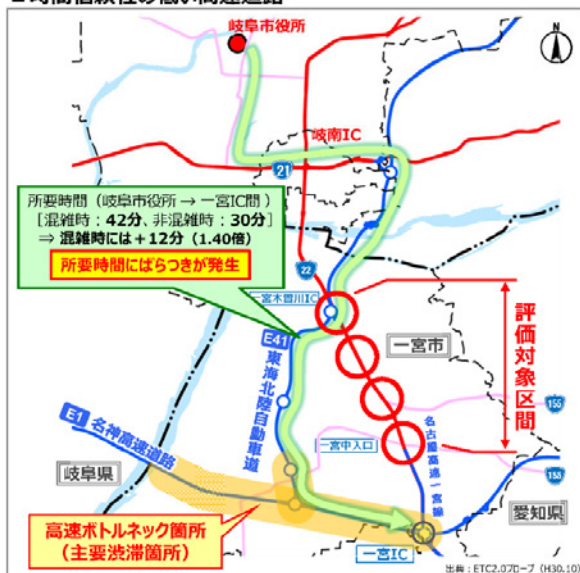 岐阜市役所
N
岐南IC
21
所要時間（岐阜市役所 → 一宮IC間）
［混雑時：42分、非混雑時：30分］
⇒ 混雑時には＋12分（1.40倍）
所要時間にばらつきが発生
22
一宮木曽川IC
E41
東海北陸自動車道
一宮市
評価対象区間
155
E1 名神高速道路
一宮中入口
名古屋高速一宮線
155
岐阜県
愛知県
高速ボトルネック箇所
（主要渋滞箇所）
一宮IC
出典：ETC2.0プローブ（H30.10）